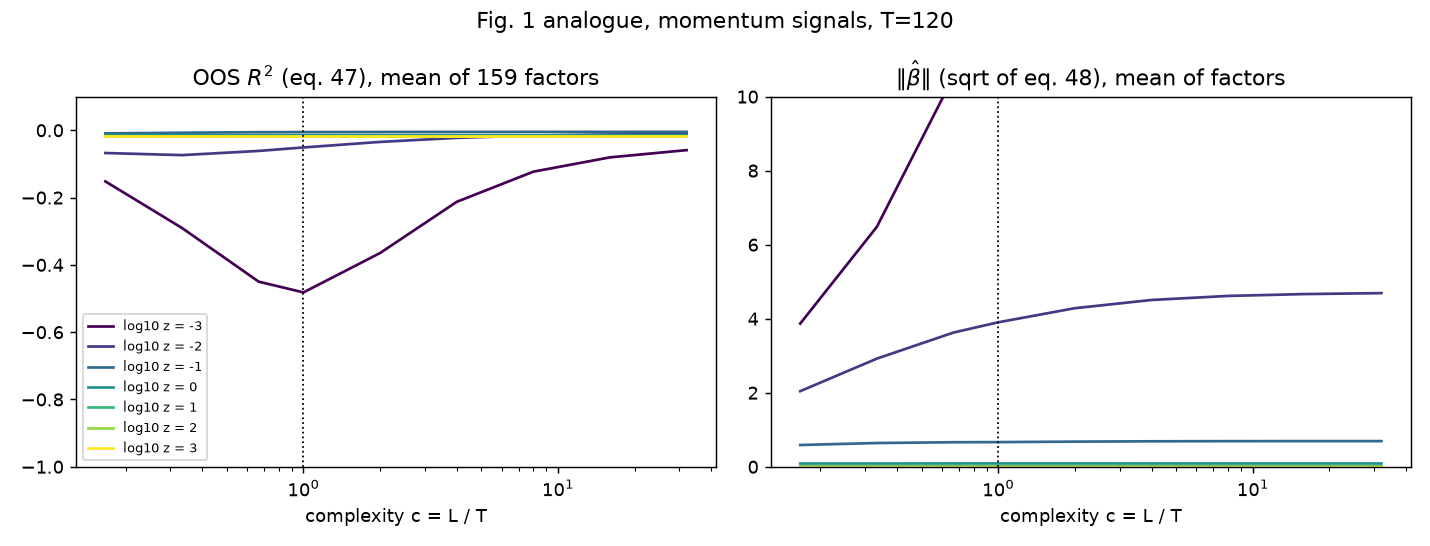 Fig. 1 analogue, momentum signals, T=120
OOS $R^2$ (eq. 47), mean of 159 factors
0.0
−0.2
−0.4
−0.6
−0.8
−1.0
log10 z = -3
log10 z = -2
log10 z = -1
log10 z = 0
log10 z = 1
log10 z = 2
log10 z = 3
10⁰
10¹
complexity c = L / T
‖β̂‖ (sqrt of eq. 48), mean of factors
10
8
6
4
2
0
10⁰
10¹
complexity c = L / T